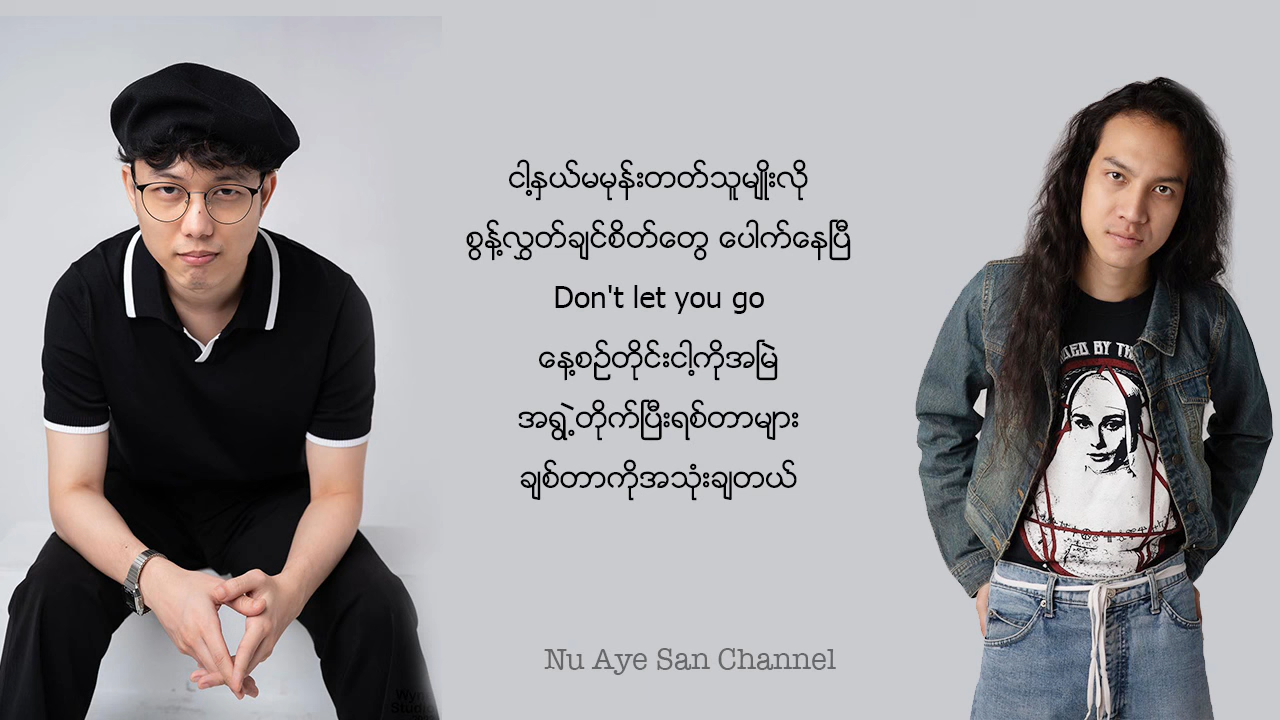 ငါ့နှယ်မမုန်းတတ်သူမျိုးလို
စွန့်လွှတ်ချင်စိတ်တွေ ပေါက်နေပြီ
Don't let you go
နေ့စဉ်တိုင်းငါ့ကိုအမြဲ
အရွဲ့တိုက်ပြီးရစ်တာများ
ချစ်တာကိုအသုံးချတယ်
Nu Aye San Channel